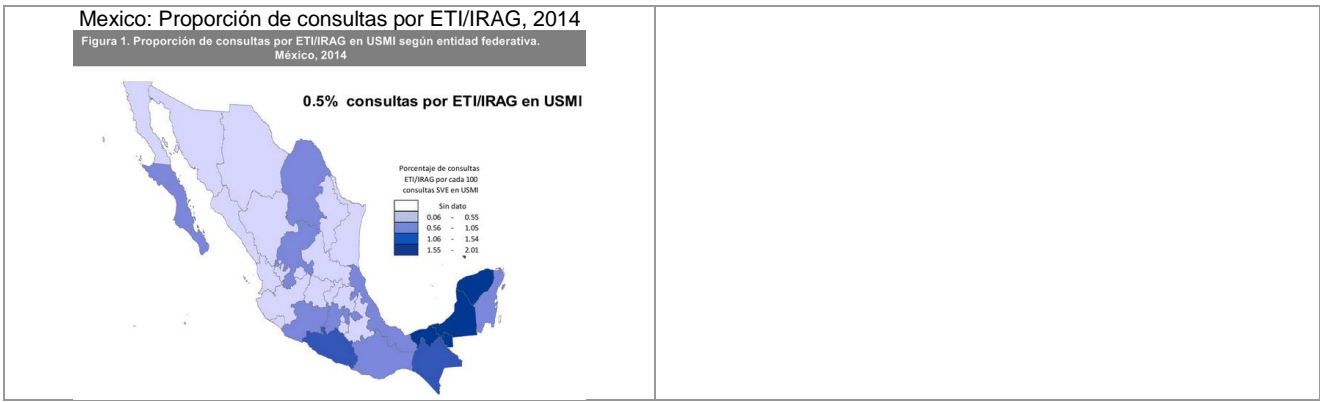 Mexico: Proporción de consultas por ETI/IRAG, 2014
Figura 1. Proporción de consultas por ETI/IRAG en USMI según entidad federativa.
México, 2014
0.5% consultas por ETI/IRAG en USMI
Porcentaje de consultas
ETI/IRAG por cada 100
consultas SVE en USMI
Sin dato
0.06 - 0.55
0.56 - 1.05
1.06 - 1.54
1.55 - 2.01